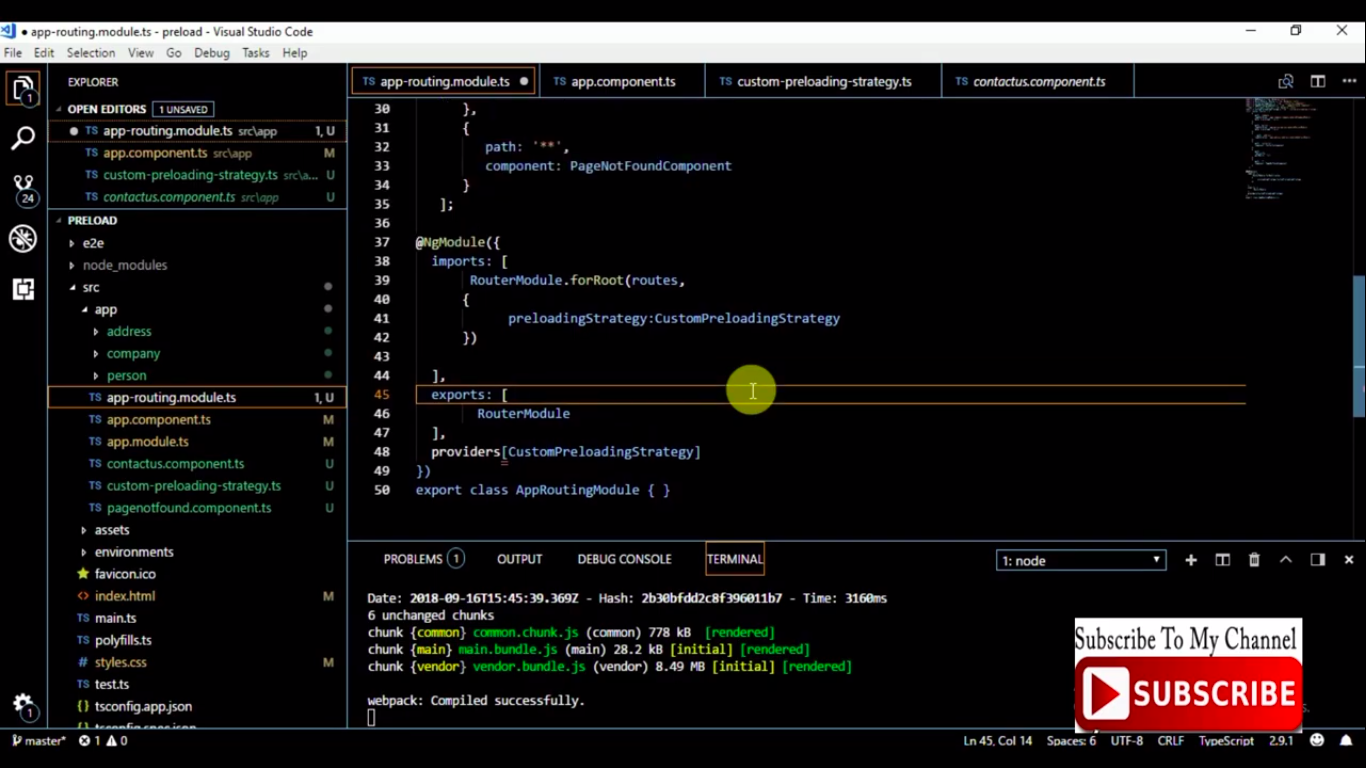 app-routing.module.ts - preload - Visual Studio Code
File Edit Selection View Go Debug Tasks Help
EXPLORER
OPEN EDITORS 1 UNSAVED
TS app-routing.module.ts src\app 1, U
TS app.component.ts src\app M
TS custom-preloading-strategy.ts src\a... U
TS contactus.component.ts src\app U
PRELOAD
e2e
node_modules
src
app
address
company
person
TS app-routing.module.ts 1, U
TS app.component.ts M
TS app.module.ts M
TS contactus.component.ts U
TS custom-preloading-strategy.ts U
TS pagenotfound.component.ts U
assets
environments
favicon.ico
<> index.html M
TS main.ts
TS polyfills.ts
# styles.css M
TS test.ts
{} tsconfig.app.json
{} tsconfig.spec.json
1
24
1
TS app-routing.module.ts TS app.component.ts TS custom-preloading-strategy.ts TS contactus.component.ts
30 },
31 {
32 path: '**',
33 component: PageNotFoundComponent
34 }
35 ];
36
37 @NgModule({
38 imports: [
39 RouterModule.forRoot(routes,
40 {
41 preloadingStrategy:CustomPreloadingStrategy
42 })
43
44 ],
45 exports: [
46 RouterModule
47 ],
48 providers[CustomPreloadingStrategy]
49 })
50 export class AppRoutingModule { }
PROBLEMS 1 OUTPUT DEBUG CONSOLE TERMINAL 1: node
Date: 2018-09-16T15:45:39.369Z - Hash: 2b30bfdd2c8f396011b7 - Time: 3160ms
6 unchanged chunks
chunk {common} common.chunk.js (common) 778 kB [rendered]
chunk {main} main.bundle.js (main) 28.2 kB [initial] [rendered]
chunk {vendor} vendor.bundle.js (vendor) 8.49 MB [initial] [rendered]
webpack: Compiled successfully.
Subscribe To My Channel
SUBSCRIBE
master* 1 0 Ln 45, Col 14 Spaces: 6 UTF-8 CRLF TypeScript 2.9.1